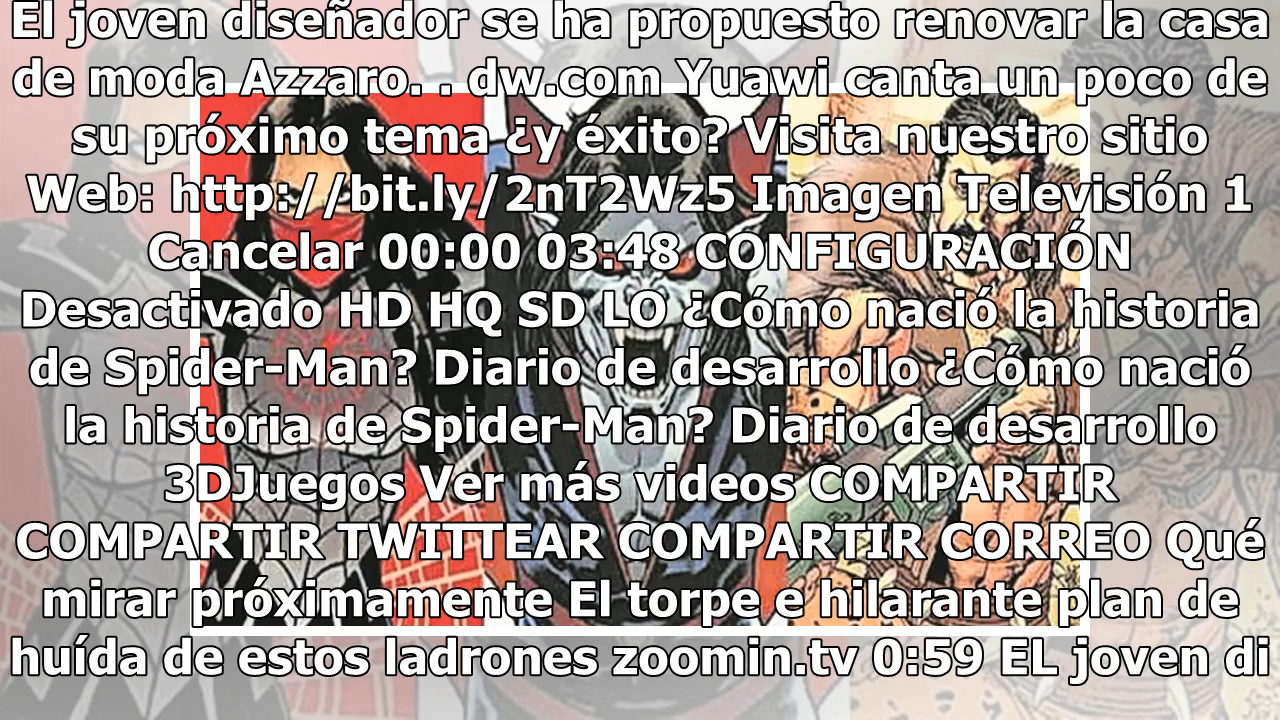 El joven diseñador se ha propuesto renovar la casa
de moda Azzaro. . dw.com Yuawi canta un poco de
su próximo tema ¿y éxito? Visita nuestro sitio
Web: http://bit.ly/2nT2Wz5 Imagen Televisión 1
Cancelar 00:00 03:48 CONFIGURACIÓN
Desactivado HD HQ SD LO ¿Cómo nació la historia
de Spider-Man? Diario de desarrollo ¿Cómo nació
la historia de Spider-Man? Diario de desarrollo
3DJuegos Ver más videos COMPARTIR
COMPARTIR TWITTEAR COMPARTIR CORREO Qué
mirar próximamente El torpe e hilarante plan de
huída de estos ladrones zoomin.tv 0:59 EL joven di